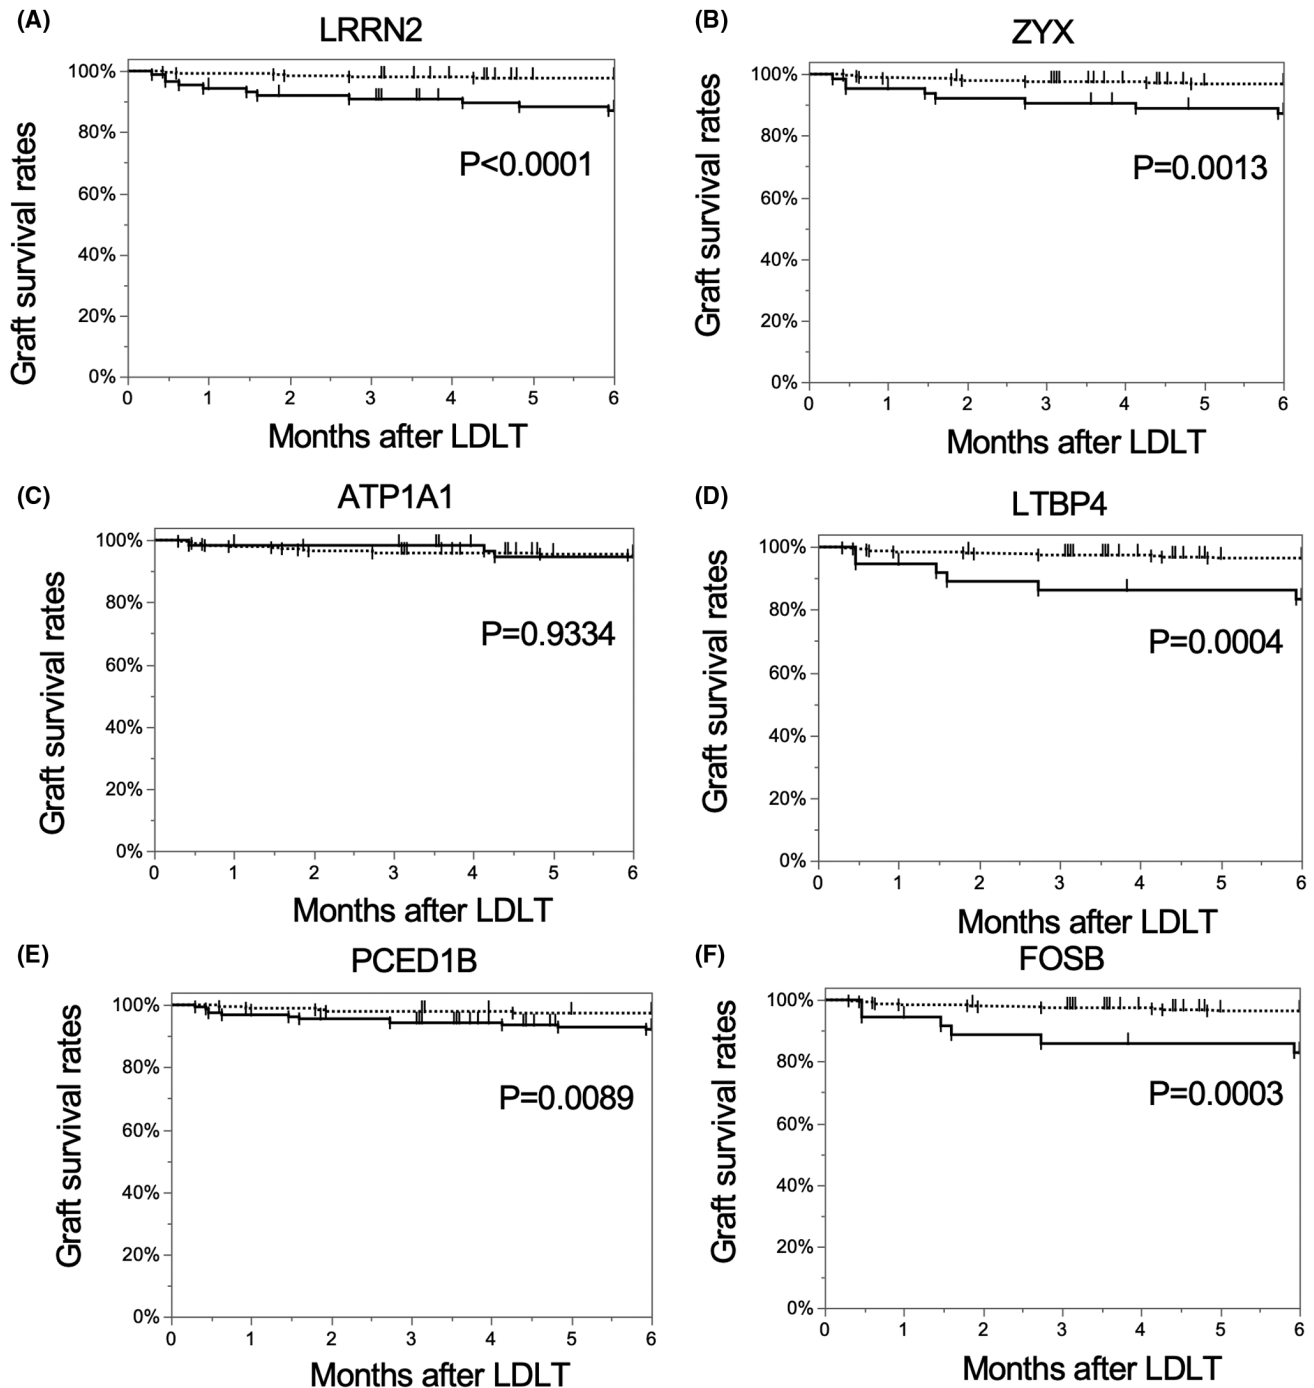 (A)
LRRN2
Graft survival rates
100%
80%
60%
40%
20%
0%
P<0.0001
0 1 2 3 4 5 6
Months after LDLT
(B)
ZYX
Graft survival rates
100%
80%
60%
40%
20%
0%
P=0.0013
0 1 2 3 4 5 6
Months after LDLT
(C)
ATP1A1
Graft survival rates
100%
80%
60%
40%
20%
0%
P=0.9334
0 1 2 3 4 5 6
Months after LDLT
(D)
LTBP4
Graft survival rates
100%
80%
60%
40%
20%
0%
P=0.0004
0 1 2 3 4 5 6
Months after LDLT
(E)
PCED1B
Graft survival rates
100%
80%
60%
40%
20%
0%
P=0.0089
0 1 2 3 4 5 6
Months after LDLT
(F)
FOSB
Graft survival rates
100%
80%
60%
40%
20%
0%
P=0.0003
0 1 2 3 4 5 6
Months after LDLT